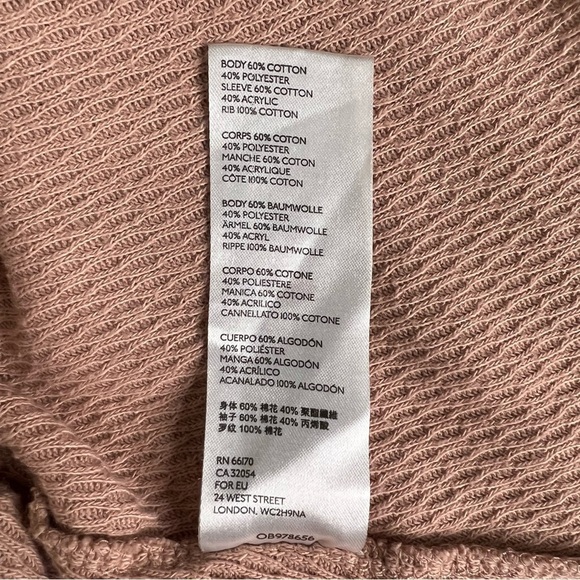 BODY 60% COTTON
40% POLYESTER
SLEEVE 60% COTTON
40% ACRYLIC
RIB 100% COTTON
CORPS 60% COTON
40% POLYESTER
MANCHE 60% COTON
40% ACRYLIQUE
CÔTE 100% COTON
BODY 60% BAUMWOLLE
40% POLYESTER
ÄRMEL 60% BAUMWOLLE
40% ACRYL
RIPPE 100% BAUMWOLLE
CORPO 60% COTONE
40% POLIESTERE
MANICA 60% COTONE
40% ACRILICO
CANNELLATO 100% COTONE
CUERPO 60% ALGODÓN
40% POLIÉSTER
MANGA 60% ALGODÓN
40% ACRÍLICO
ACANALADO 100% ALGODÓN
身体 60% 棉花 40% 聚酯纖維
袖子 60% 棉花 40% 丙烯酸
罗纹 100% 棉花
RN 66170
CA 32054
FOR EU
24 WEST STREET
LONDON, WC2H9NA
OB978656